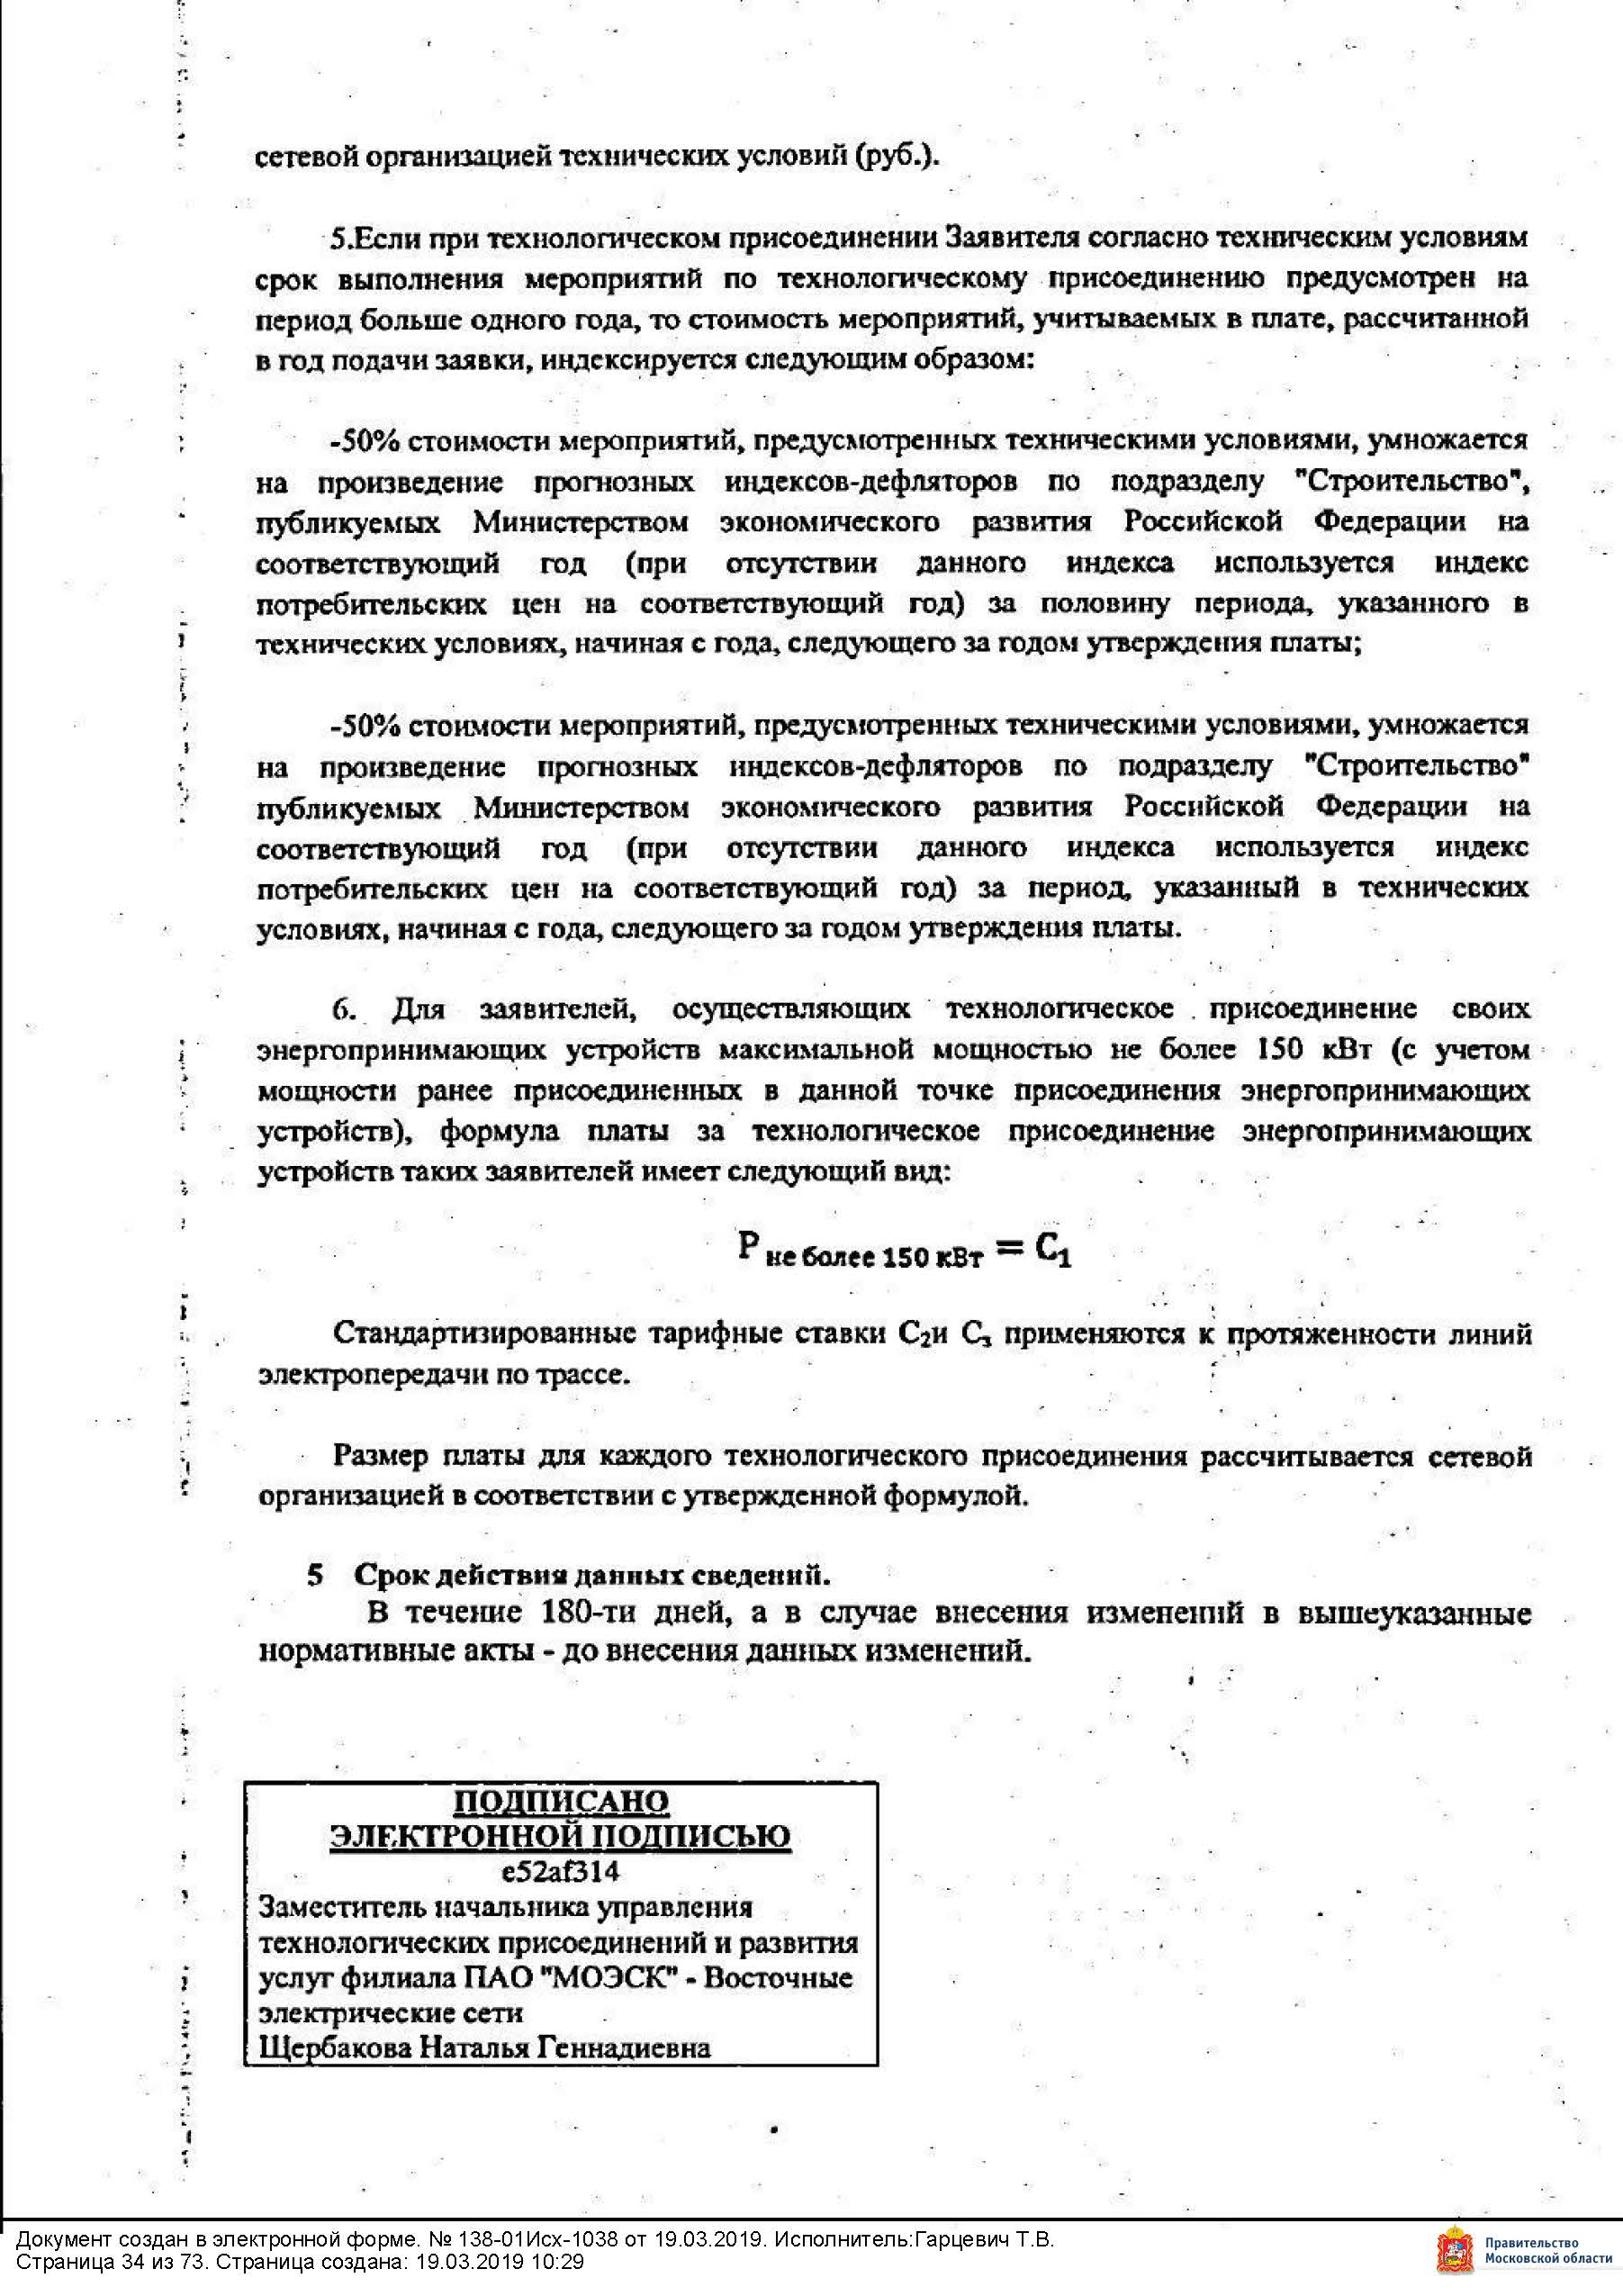 сетевой организацией технических условий (руб.).
5.Если при технологическом присоединении Заявителя согласно техническим условиям
срок выполнения мероприятий по технологическому присоединению предусмотрен на
период больше одного года, то стоимость мероприятий, учитываемых в плате, рассчитанной
в год подачи заявки, индексируется следующим образом:
-50% стоимости мероприятий, предусмотренных техническими условиями, умножается
на произведение прогнозных индексов-дефляторов по подразделу "Строительство",
публикуемых Министерством экономического развития Российской Федерации на
соответствующий год (при отсутствии данного индекса используется индекс
потребительских цен на соответствующий год) за половину периода, указанного в
технических условиях, начиная с года, следующего за годом утверждения платы;
-50% стоимости мероприятий, предусмотренных техническими условиями, умножается
на произведение прогнозных индексов-дефляторов по подразделу "Строительство"
публикуемых Министерством экономического развития Российской Федерации на
соответствующий год (при отсутствии данного индекса используется индекс
потребительских цен на соответствующий год) за период, указанный в технических
условиях, начиная с года, следующего за годом утверждения платы.
6. Для заявителей, осуществляющих технологическое присоединение своих
энергопринимающих устройств максимальной мощностью не более 150 кВт (с учетом
мощности ранее присоединенных в данной точке присоединения энергопринимающих
устройств), формула платы за технологическое присоединение энергопринимающих
устройств таких заявителей имеет следующий вид:
P не более 150 кВт = C₁
Стандартизированные тарифные ставки С₂и С₃ применяются к протяженности линий
электропередачи по трассе.
Размер платы для каждого технологического присоединения рассчитывается сетевой
организацией в соответствии с утвержденной формулой.
5 Срок действия данных сведений.
В течение 180-ти дней, а в случае внесения изменений в вышеуказанные
нормативные акты - до внесения данных изменений.
ПОДПИСАНО
ЭЛЕКТРОННОЙ ПОДПИСЬЮ
e52af314
Заместитель начальника управления
технологических присоединений и развития
услуг филиала ПАО "МОЭСК" - Восточные
электрические сети
Щербакова Наталья Геннадиевна
Документ создан в электронной форме. № 138-01Исх-1038 от 19.03.2019. Исполнитель:Гарцевич Т.В.
Страница 34 из 73. Страница создана: 19.03.2019 10:29
Правительство
Московской области